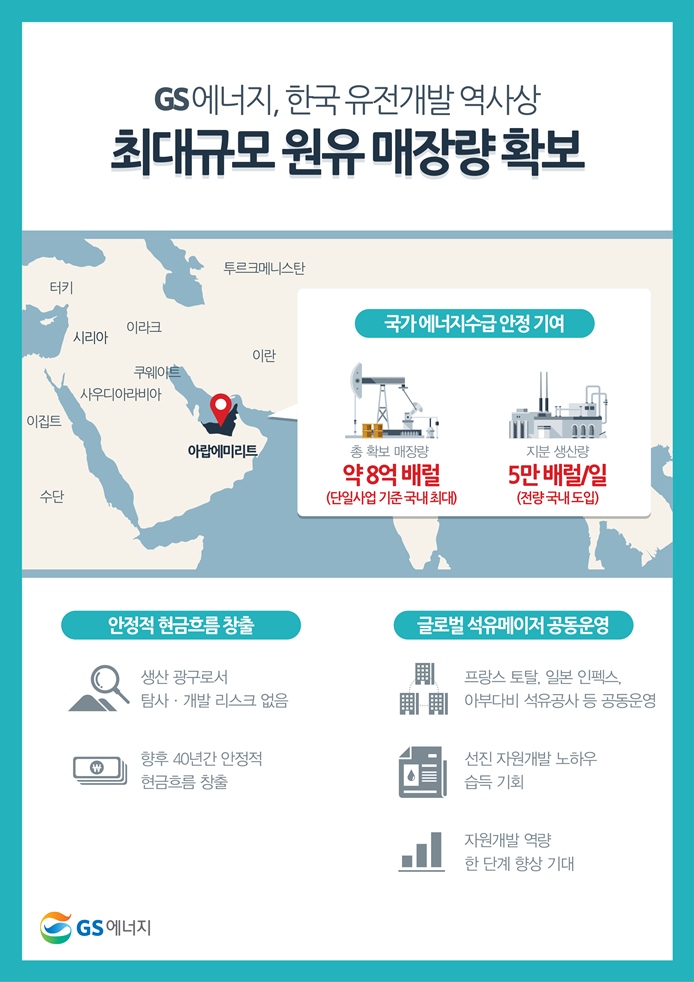 GS에너지, 한국 유전개발 역사상
최대규모 원유 매장량 확보
투르크메니스탄
터키
시리아
이라크
이란
쿠웨이트
사우디아라비아
이집트
아랍에미리트
수단
국가 에너지수급 안정 기여
총 확보 매장량
약 8억 배럴
(단일사업 기준 국내 최대)
지분 생산량
5만 배럴/일
(전량 국내 도입)
안정적 현금흐름 창출
생산 광구로서
탐사 · 개발 리스크 없음
₩
향후 40년간 안정적
현금흐름 창출
글로벌 석유메이저 공동운영
프랑스 토탈, 일본 인펙스,
아부다비 석유공사 등 공동운영
선진 자원개발 노하우
습득 기회
자원개발 역량
한 단계 향상 기대
GS에너지